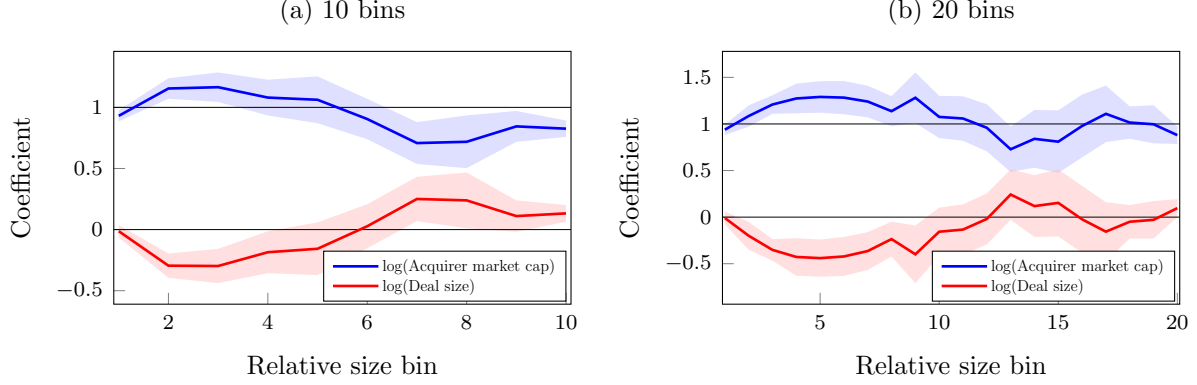 (a) 10 bins
Coefficient
1
0.5
0
−0.5
2
4
6
8
10
log(Acquirer market cap)
log(Deal size)
Relative size bin
(b) 20 bins
Coefficient
1.5
1
0.5
0
−0.5
5
10
15
20
log(Acquirer market cap)
log(Deal size)
Relative size bin